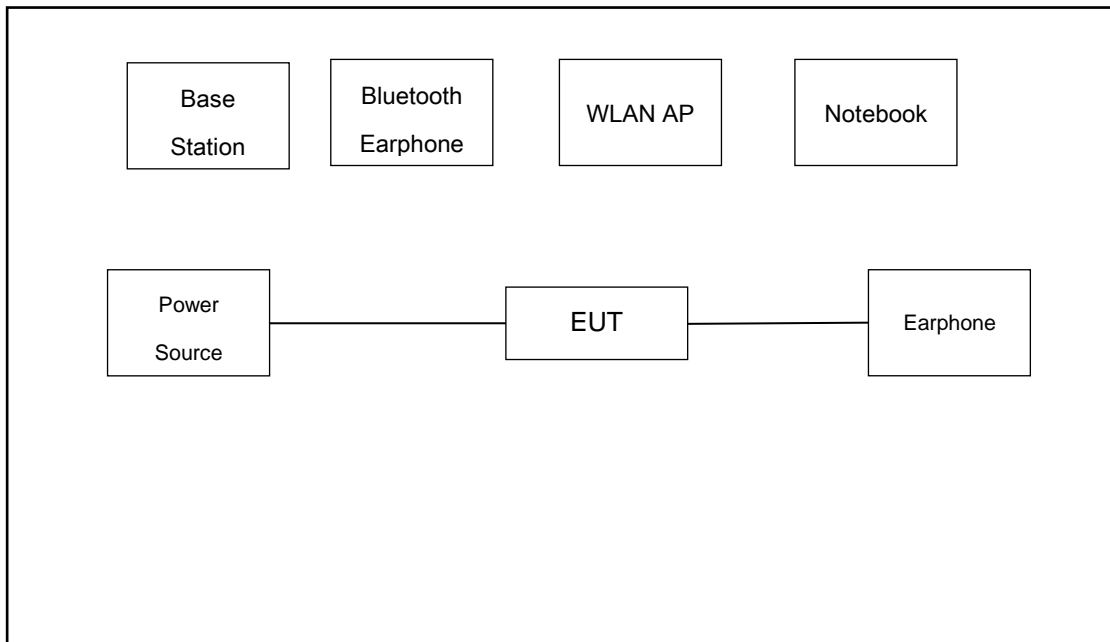 Base
Station
Bluetooth
Earphone
WLAN AP
Notebook
Power
Source
EUT
Earphone